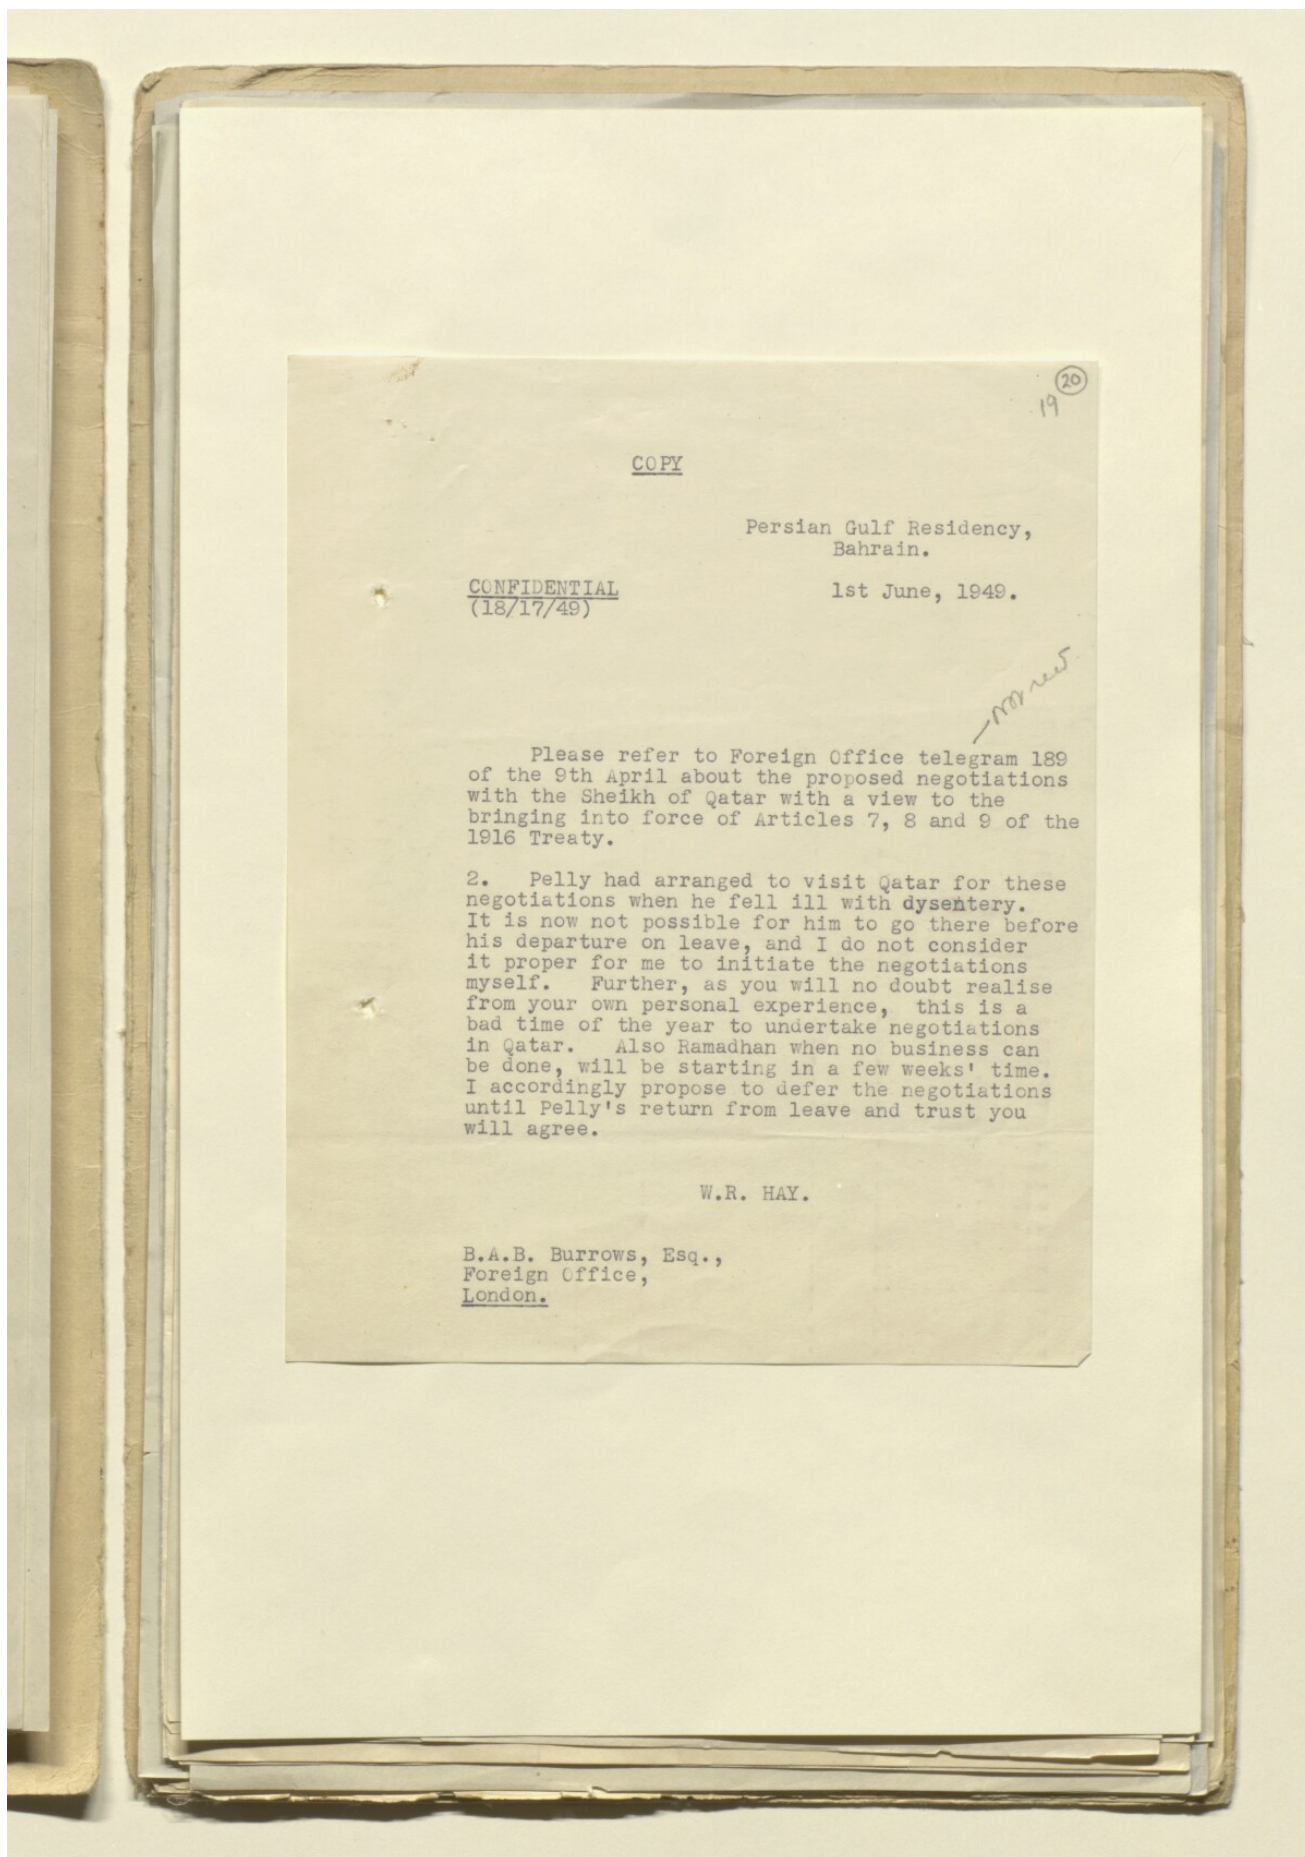 20
19
COPY
Persian Gulf Residency,
Bahrain.
CONFIDENTIAL
1st June, 1949.
(18/17/49)
Please refer to Foreign Office telegram 189
of the 9th April about the proposed negotiations
with the Sheikh of Qatar with a view to the
bringing into force of Articles 7, 8 and 9 of the
1916 Treaty.
2. Pelly had arranged to visit Qatar for these
negotiations when he fell ill with dysentery.
It is now not possible for him to go there before
his departure on leave, and I do not consider
it proper for me to initiate the negotiations
myself. Further, as you will no doubt realise
from your own personal experience, this is a
bad time of the year to undertake negotiations
in Qatar. Also Ramadhan when no business can
be done, will be starting in a few weeks' time.
I accordingly propose to defer the negotiations
until Pelly's return from leave and trust you
will agree.
W.R. HAY.
B.A.B. Burrows, Esq.,
Foreign Office,
London.